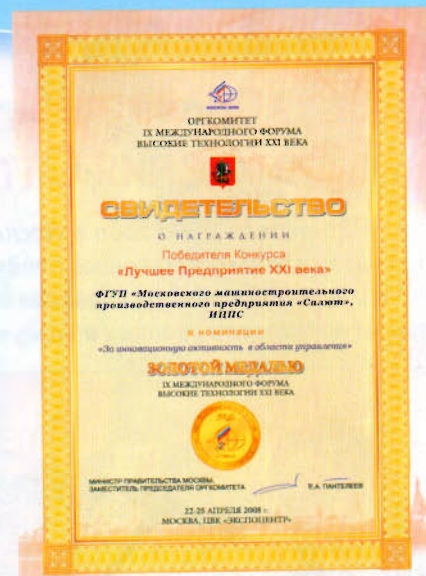 ОРГКОМИТЕТ
IX МЕЖДУНАРОДНОГО ФОРУМА
ВЫСОКИЕ ТЕХНОЛОГИИ XXI ВЕКА
СВИДЕТЕЛЬСТВО
О НАГРАЖДЕНИИ
Победителя Конкурса
«Лучшее Предприятие XXI века»
ФГУП «Московского машиностроительного
производственного предприятия «Салют»,
ИППС
в номинации
«За инновационную активность в области управления»
ЗОЛОТОЙ МЕДАЛЬЮ
IX МЕЖДУНАРОДНОГО ФОРУМА
ВЫСОКИЕ ТЕХНОЛОГИИ XXI ВЕКА
МИНИСТР ПРАВИТЕЛЬСТВА МОСКВЫ,
ЗАМЕСТИТЕЛЬ ПРЕДСЕДАТЕЛЯ ОРГКОМИТЕТА
Е.А. ПАНТЕЛЕЕВ
22-25 АПРЕЛЯ 2008 г.
МОСКВА, ЦВК «ЭКСПОЦЕНТР»